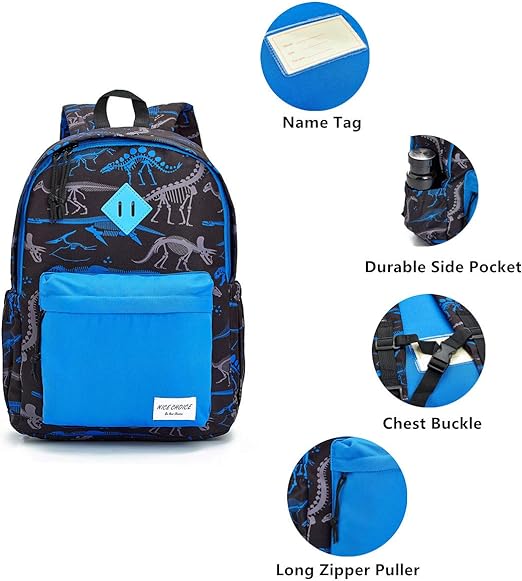 Name Tag
Durable Side Pocket
NICE CHOICE
Chest Buckle
Long Zipper Puller